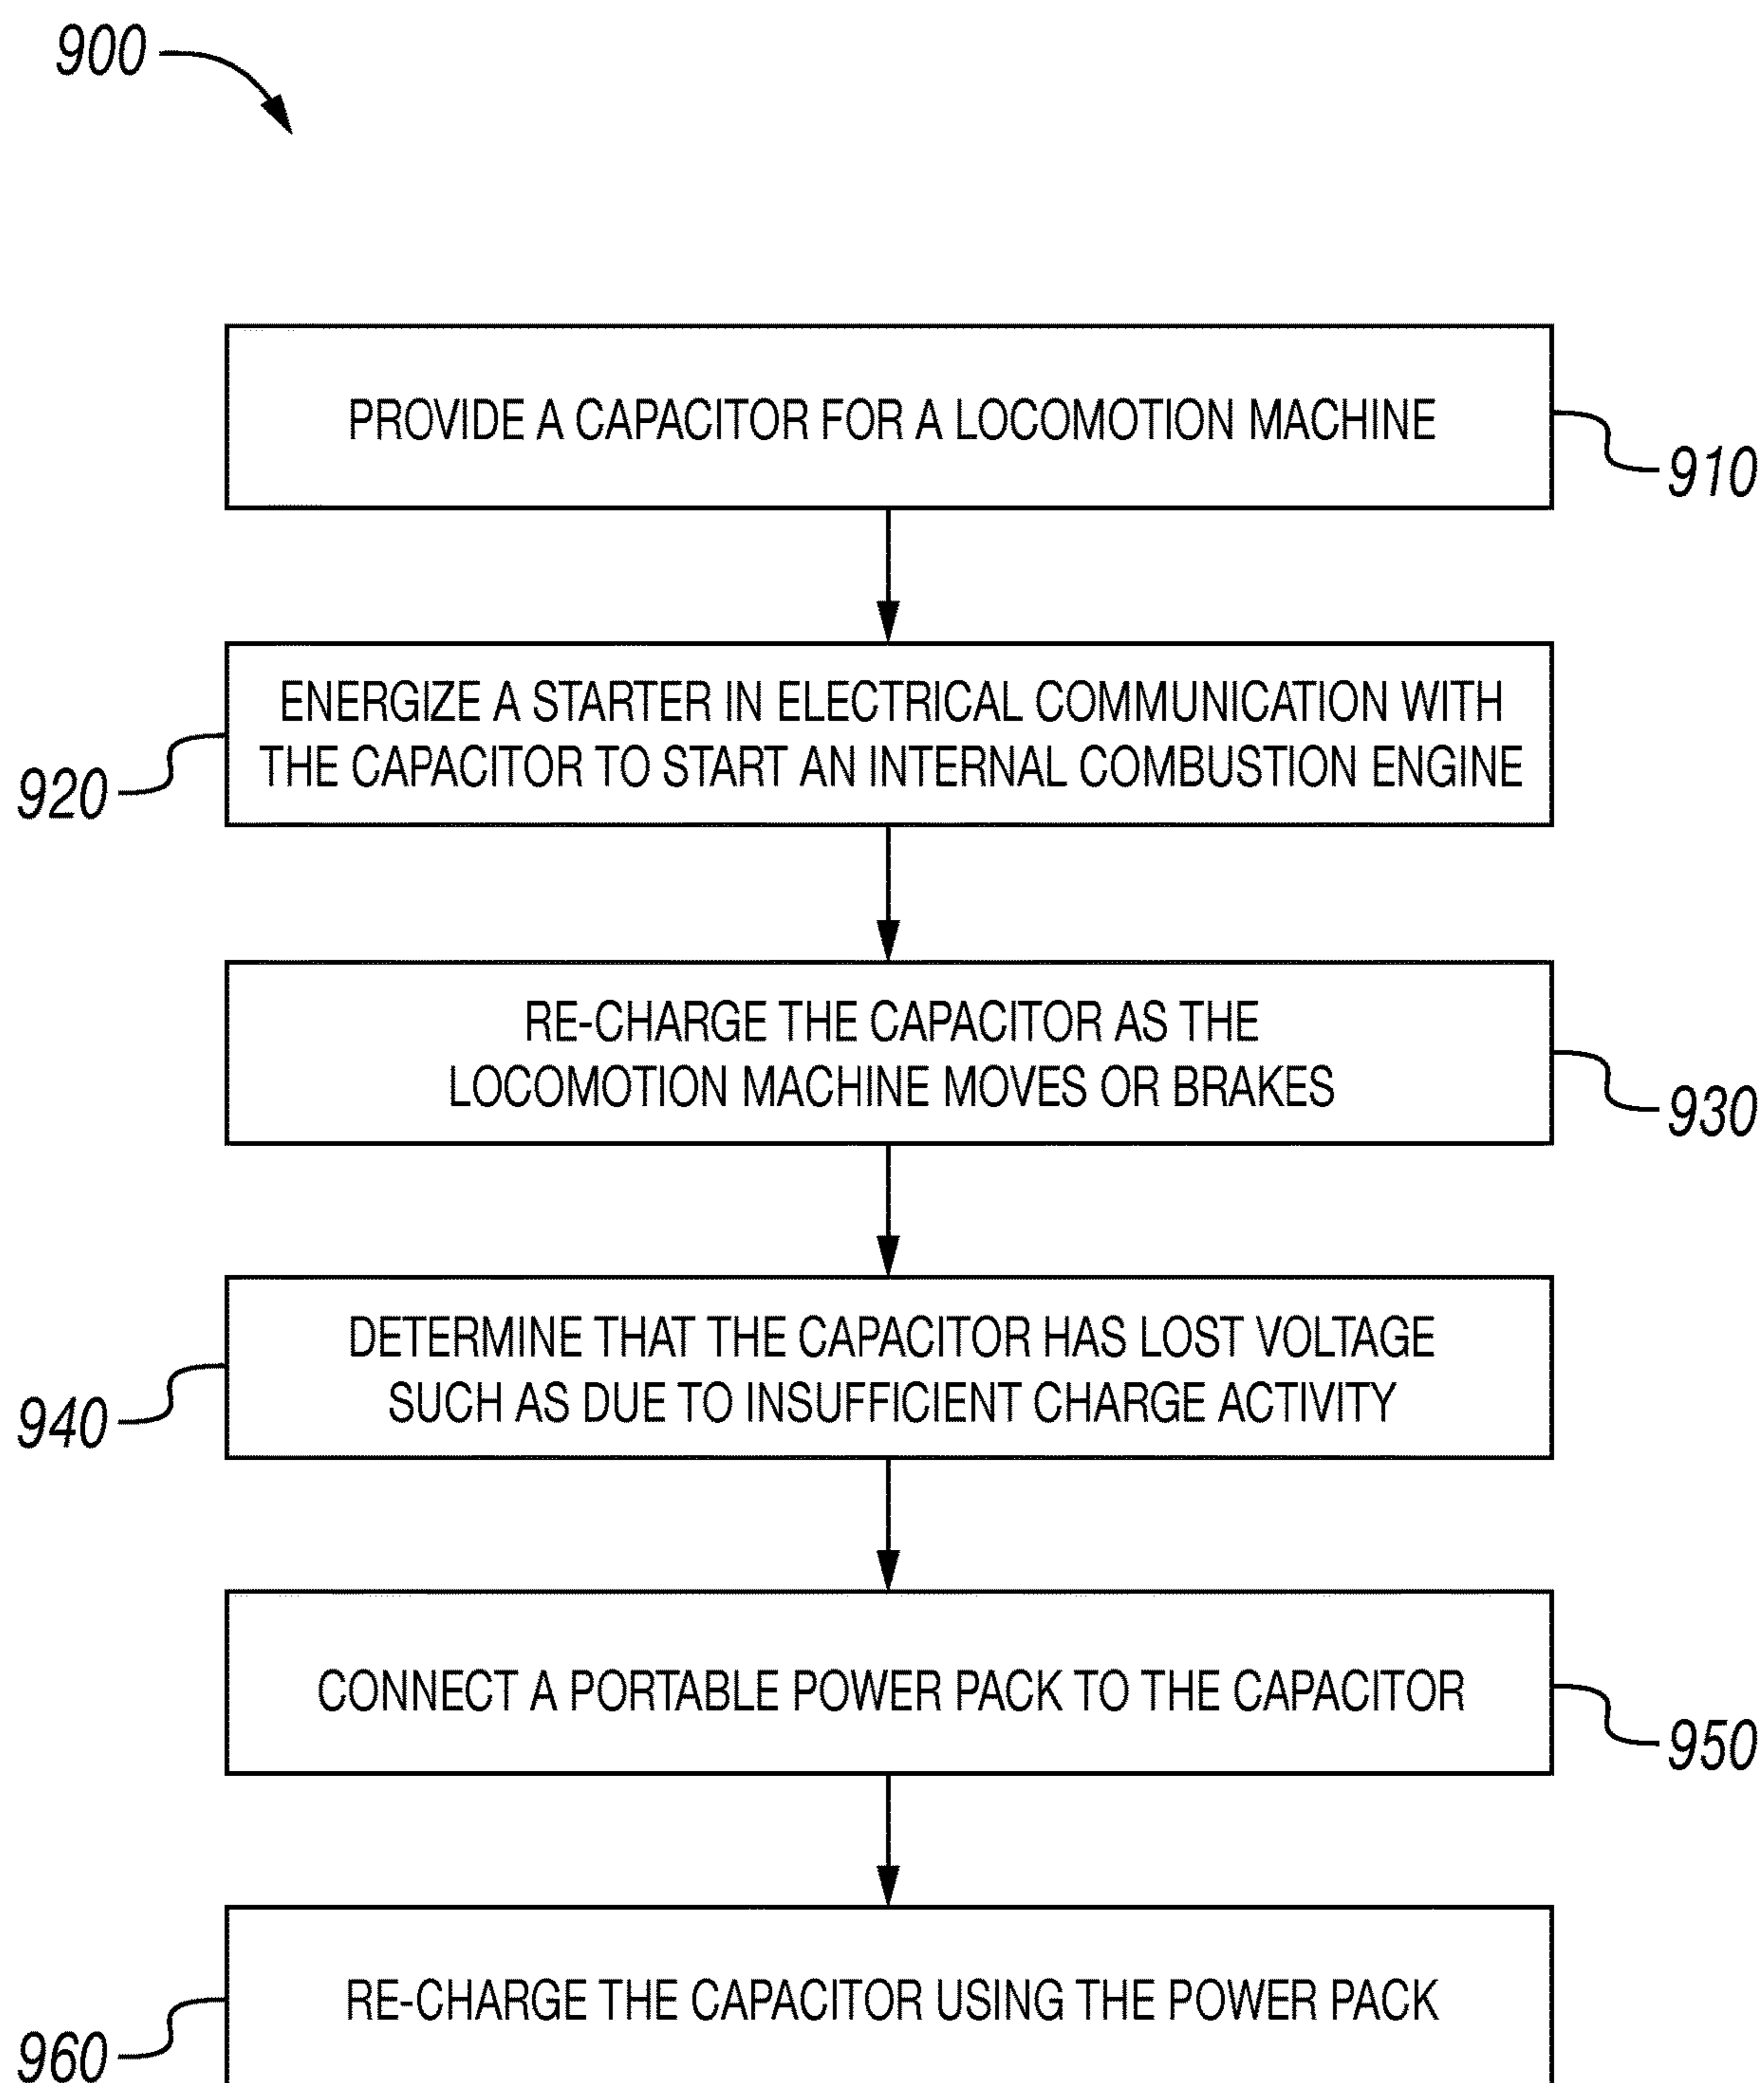 900
PROVIDE A CAPACITOR FOR A LOCOMOTION MACHINE
910
ENERGIZE A STARTER IN ELECTRICAL COMMUNICATION WITH
THE CAPACITOR TO START AN INTERNAL COMBUSTION ENGINE
920
RE-CHARGE THE CAPACITOR AS THE
LOCOMOTION MACHINE MOVES OR BRAKES
930
DETERMINE THAT THE CAPACITOR HAS LOST VOLTAGE
SUCH AS DUE TO INSUFFICIENT CHARGE ACTIVITY
940
CONNECT A PORTABLE POWER PACK TO THE CAPACITOR
950
RE-CHARGE THE CAPACITOR USING THE POWER PACK
960